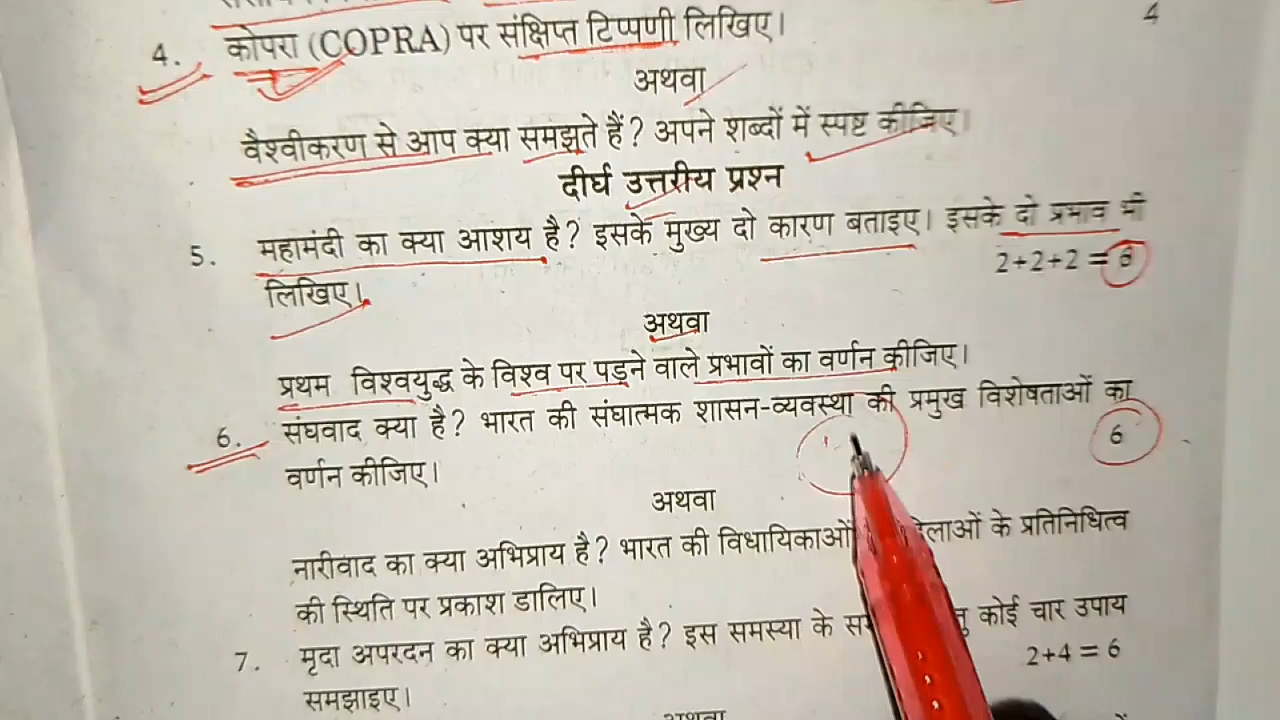 4. कोपरा (COPRA) पर संक्षिप्त टिप्पणी लिखिए। 4
अथवा
वैश्वीकरण से आप क्या समझते हैं? अपने शब्दों में स्पष्ट कीजिए।
दीर्घ उत्तरीय प्रश्न
5. महामंदी का क्या आशय है? इसके मुख्य दो कारण बताइए। इसके दो प्रभाव भी
लिखिए। 2+2+2 = 6
अथवा
प्रथम विश्वयुद्ध के विश्व पर पड़ने वाले प्रभावों का वर्णन कीजिए।
6. संघवाद क्या है? भारत की संघात्मक शासन-व्यवस्था की प्रमुख विशेषताओं का
वर्णन कीजिए। 6
अथवा
नारीवाद का क्या अभिप्राय है? भारत की विधायिकाओं के प्रतिनिधित्व
की स्थिति पर प्रकाश डालिए।
7. मृदा अपरदन का क्या अभिप्राय है? इस समस्या के कोई चार उपाय
समझाइए। 2+4 = 6
अथवा